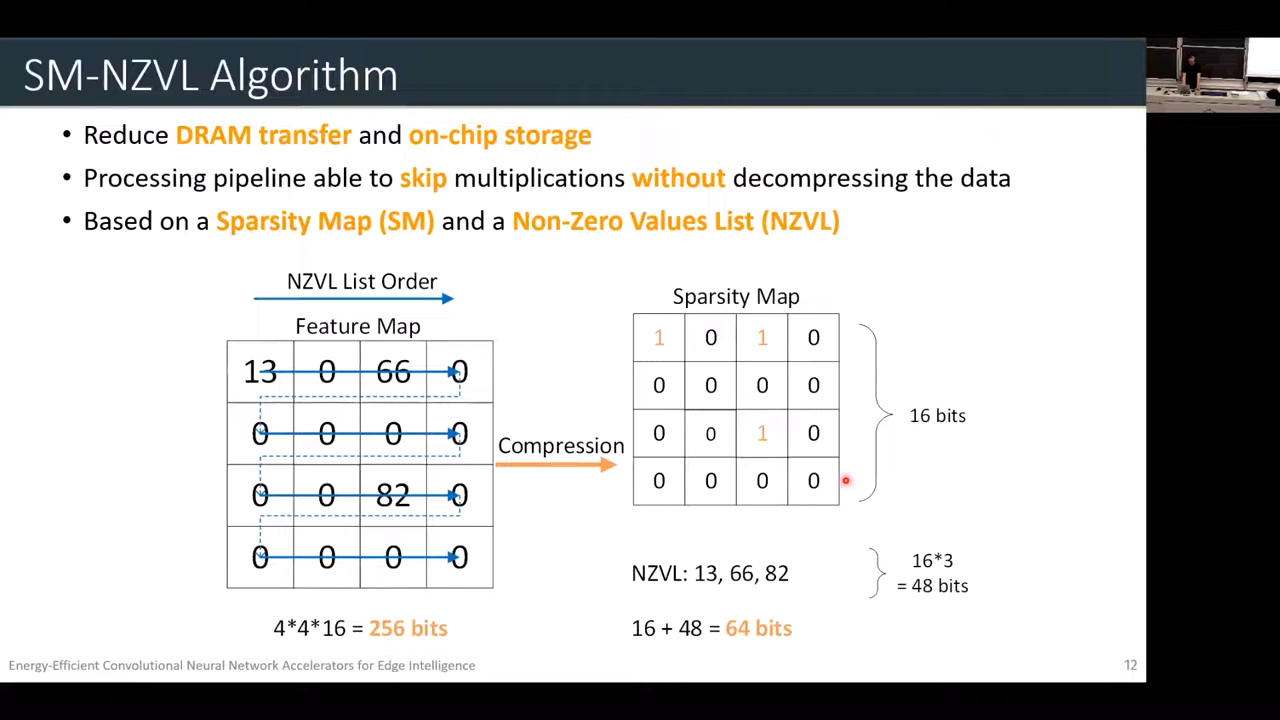 SM-NZVL Algorithm
• Reduce DRAM transfer and on-chip storage
• Processing pipeline able to skip multiplications without decompressing the data
• Based on a Sparsity Map (SM) and a Non-Zero Values List (NZVL)
NZVL List Order
Feature Map
13 0 66 0
0 0 0 0
0 0 82 0
0 0 0 0
4*4*16 = 256 bits
Compression
Sparsity Map
1 0 1 0
0 0 0 0
0 0 1 0
0 0 0 0
16 bits
NZVL: 13, 66, 82
16*3
= 48 bits
16 + 48 = 64 bits
Energy-Efficient Convolutional Neural Network Accelerators for Edge Intelligence
12